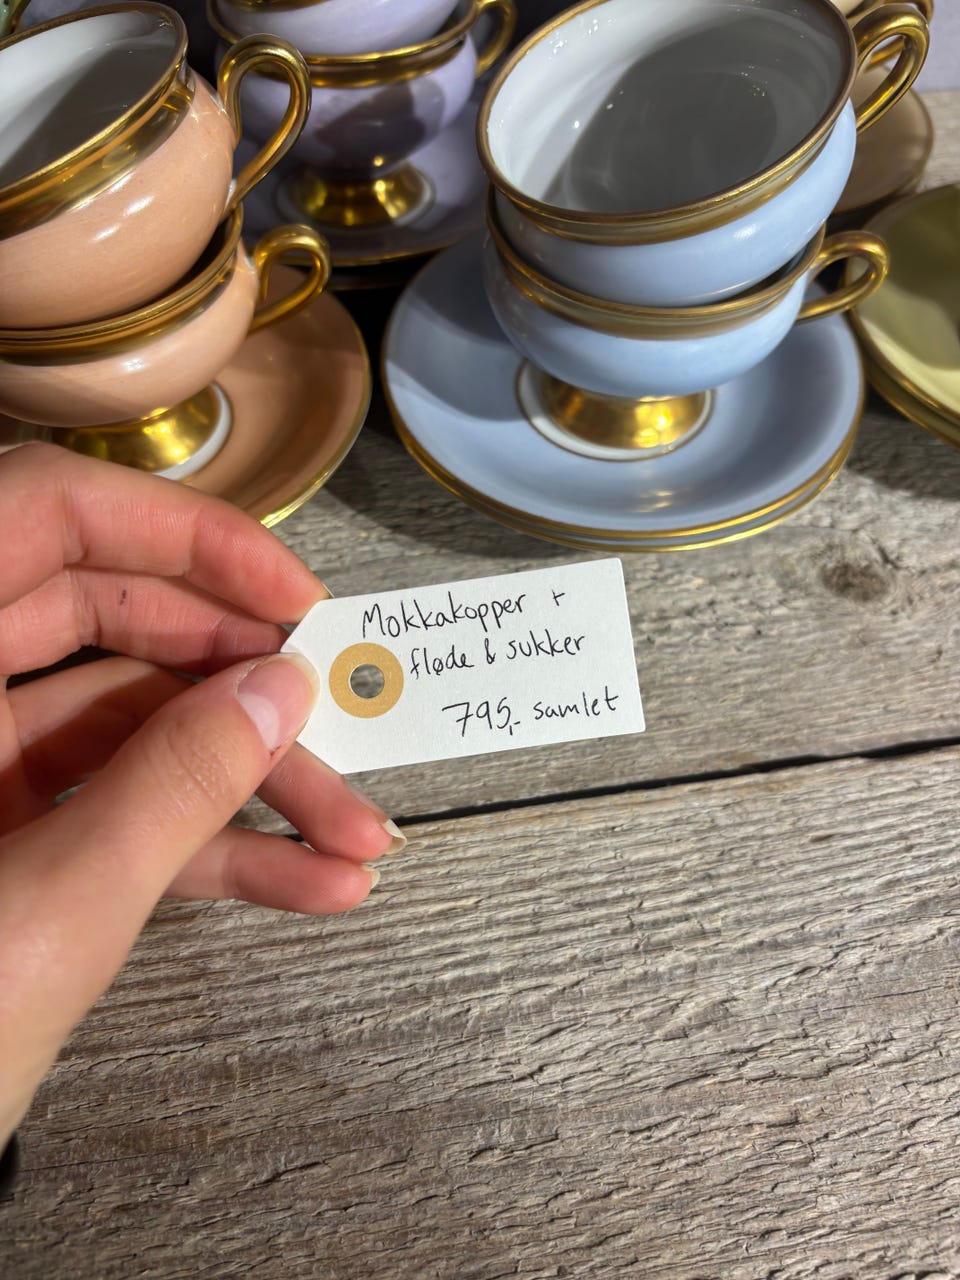 Mokkakopper +
fløde & sukker
795,- samlet